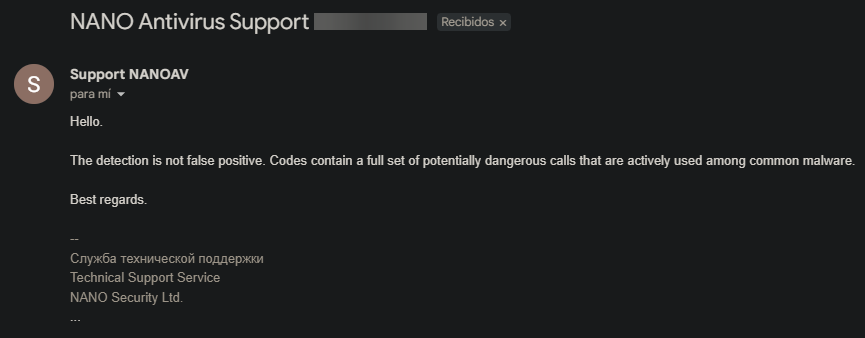 NANO Antivirus Support
Recibidos ×
S
Support NANOAV
para mí
Hello.
The detection is not false positive. Codes contain a full set of potentially dangerous calls that are actively used among common malware.
Best regards.
--
Служба технической поддержки
Technical Support Service
NANO Security Ltd.
...